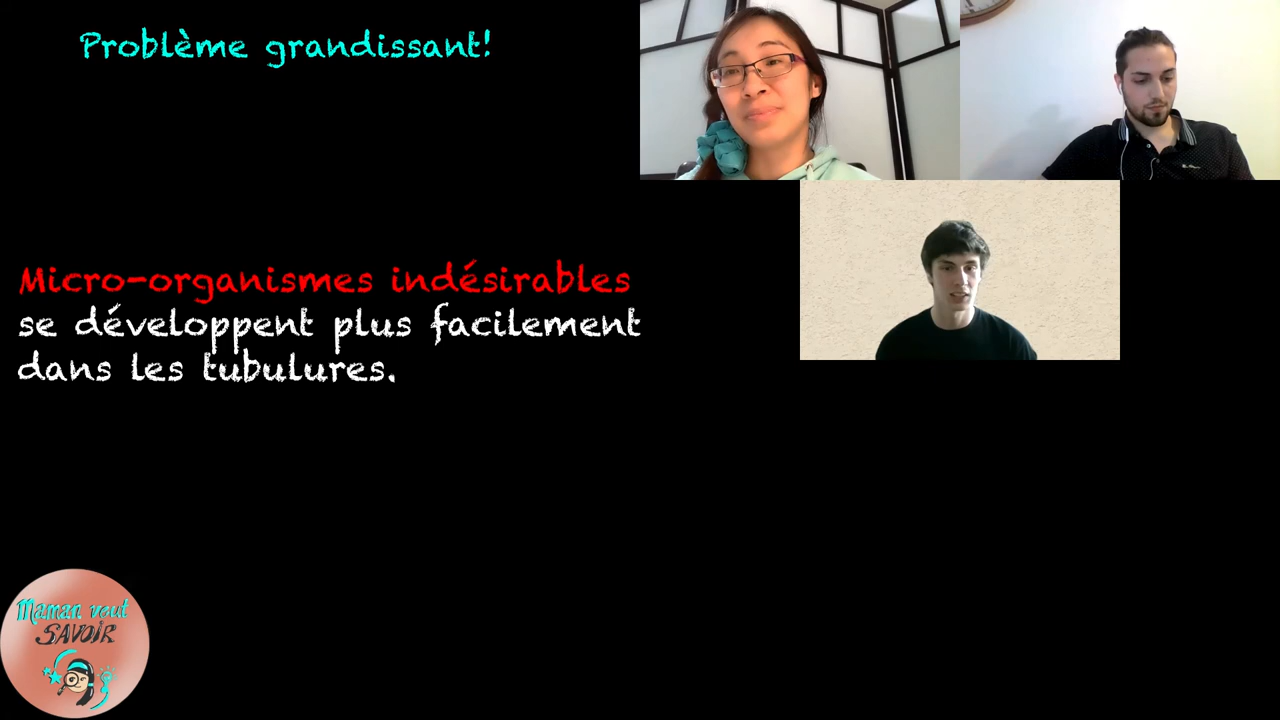 Problème grandissant!
Micro-organismes indésirables
se développent plus facilement
dans les tubulures.
Maman veut
SAVOIR